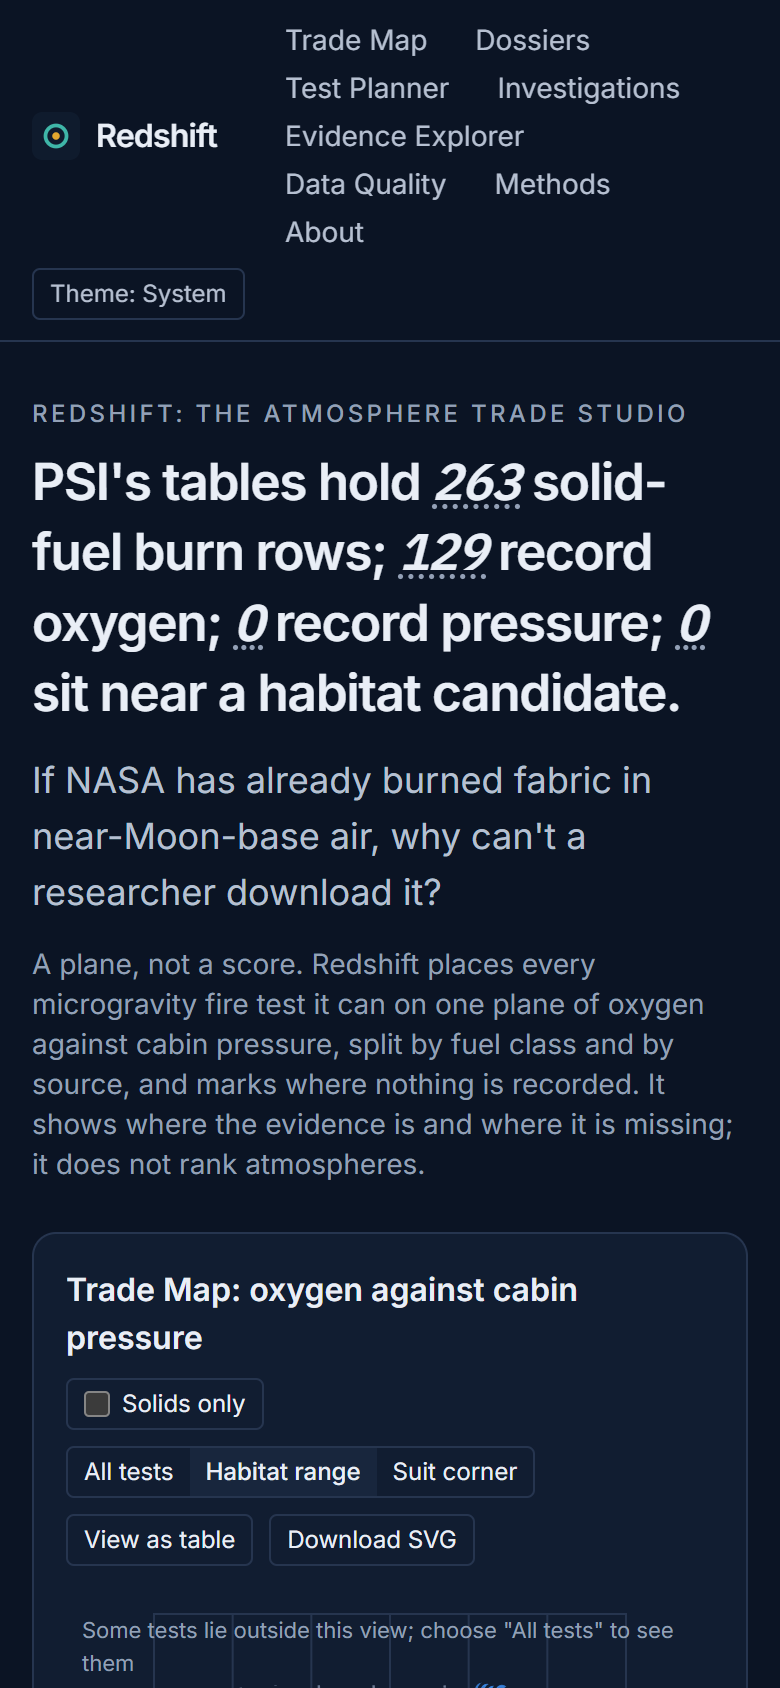 Trade Map Dossiers
Test Planner Investigations
Redshift Evidence Explorer
Data Quality Methods
About
Theme: System
REDSHIFT: THE ATMOSPHERE TRADE STUDIO
PSI's tables hold 263 solid-
fuel burn rows; 129 record
oxygen; 0 record pressure; 0
sit near a habitat candidate.
If NASA has already burned fabric in
near-Moon-base air, why can't a
researcher download it?
A plane, not a score. Redshift places every
microgravity fire test it can on one plane of oxygen
against cabin pressure, split by fuel class and by
source, and marks where nothing is recorded. It
shows where the evidence is and where it is missing;
it does not rank atmospheres.
Trade Map: oxygen against cabin
pressure
Solids only
All tests Habitat range Suit corner
View as table Download SVG
Some tests lie outside this view; choose "All tests" to see
them